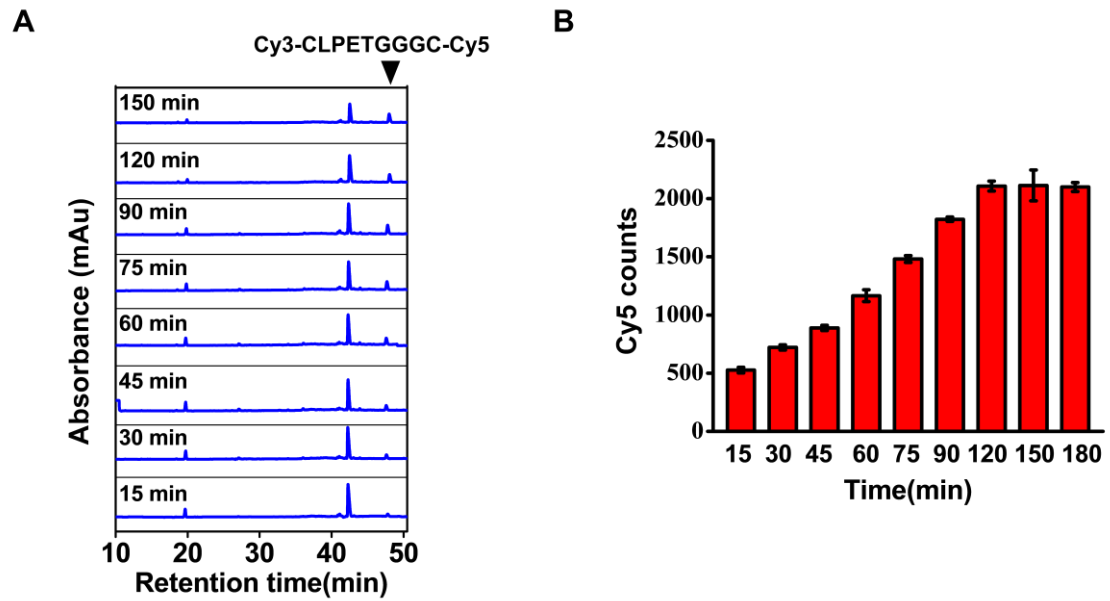 A
Cy3-CLPETGGGC-Cy5
150 min
120 min
90 min
75 min
60 min
45 min
30 min
15 min
Absorbance (mAu)
10 20 30 40 50
Retention time(min)
B
2500
2000
1500
1000
500
0
Cy5 counts
15 30 45 60 75 90 120 150 180
Time(min)